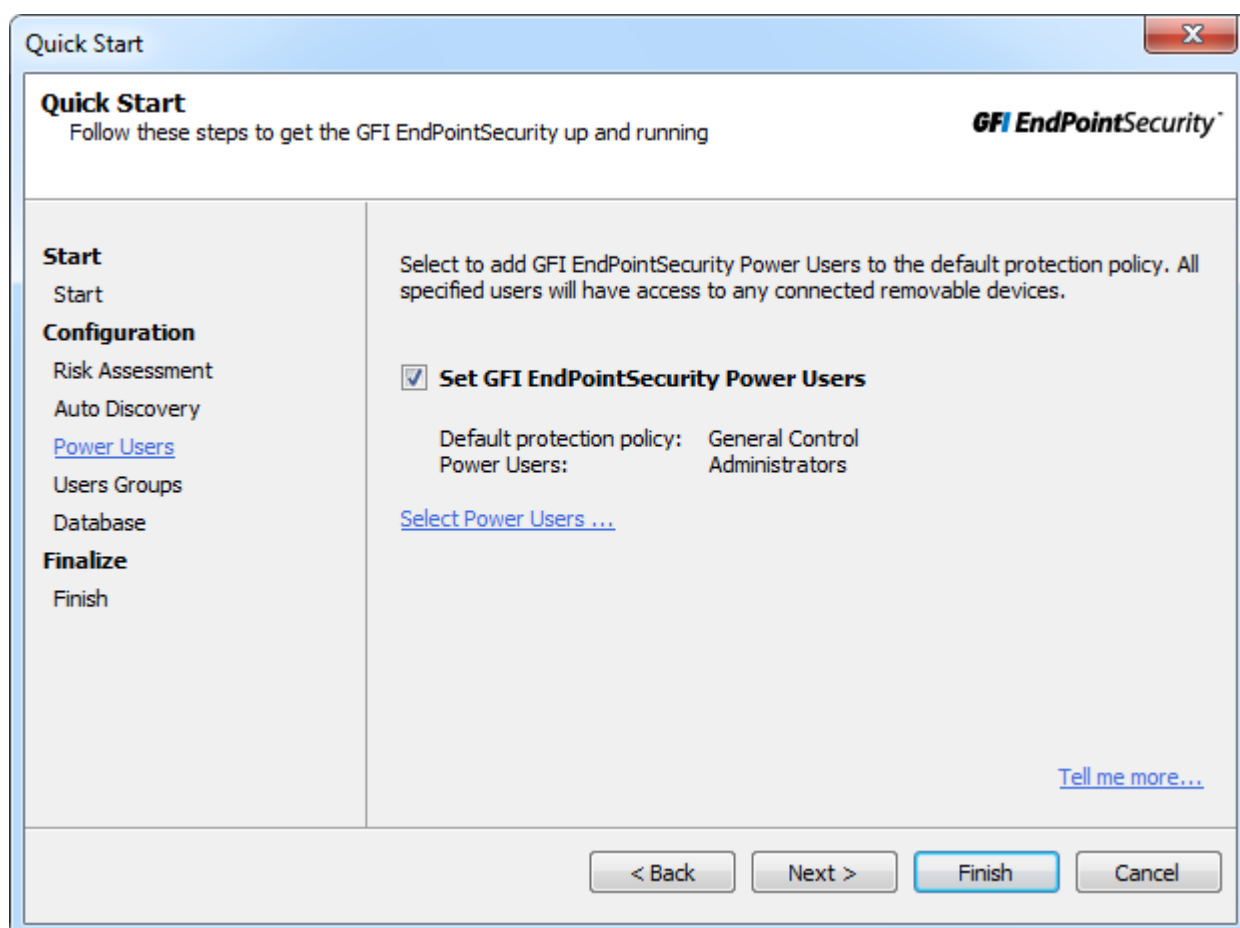 Quick Start
Quick Start
Follow these steps to get the GFI EndPointSecurity up and running
GFI EndPointSecurity™
Start
Start
Configuration
Risk Assessment
Auto Discovery
Power Users
Users Groups
Database
Finalize
Finish
Select to add GFI EndPointSecurity Power Users to the default protection policy. All
specified users will have access to any connected removable devices.
Set GFI EndPointSecurity Power Users
Default protection policy: General Control
Power Users: Administrators
Select Power Users ...
Tell me more...
< Back Next > Finish Cancel